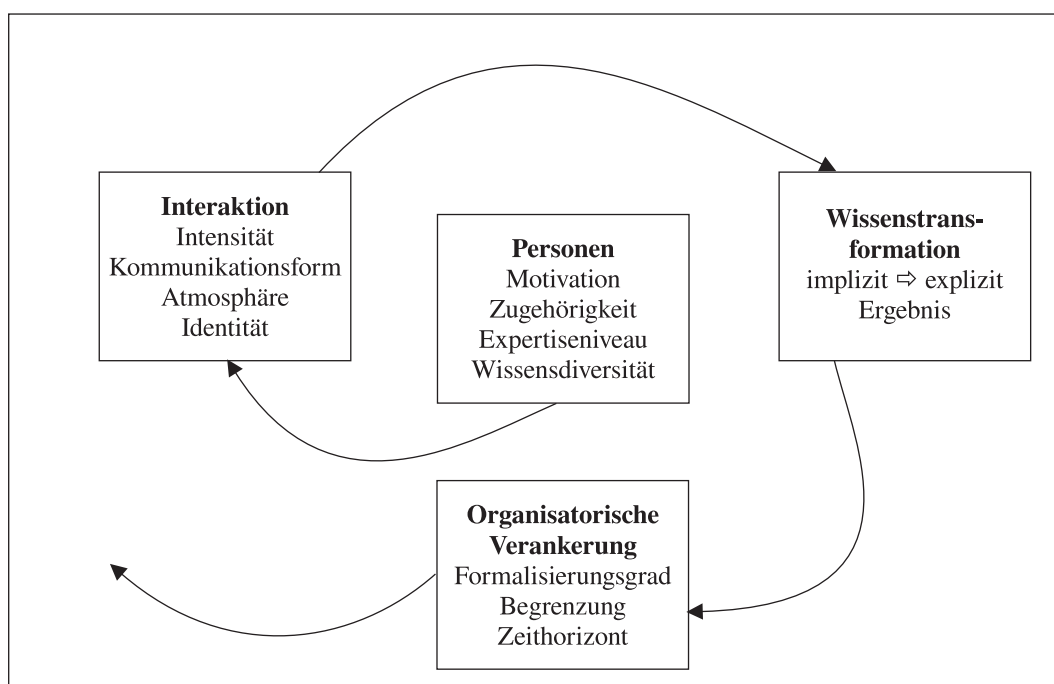 Interaktion
Intensität
Kommunikationsform
Atmosphäre
Identität
Personen
Motivation
Zugehörigkeit
Expertiseniveau
Wissensdiversität
Wissenstrans-
formation
implizit ⇨ explizit
Ergebnis
Organisatorische
Verankerung
Formalisierungsgrad
Begrenzung
Zeithorizont